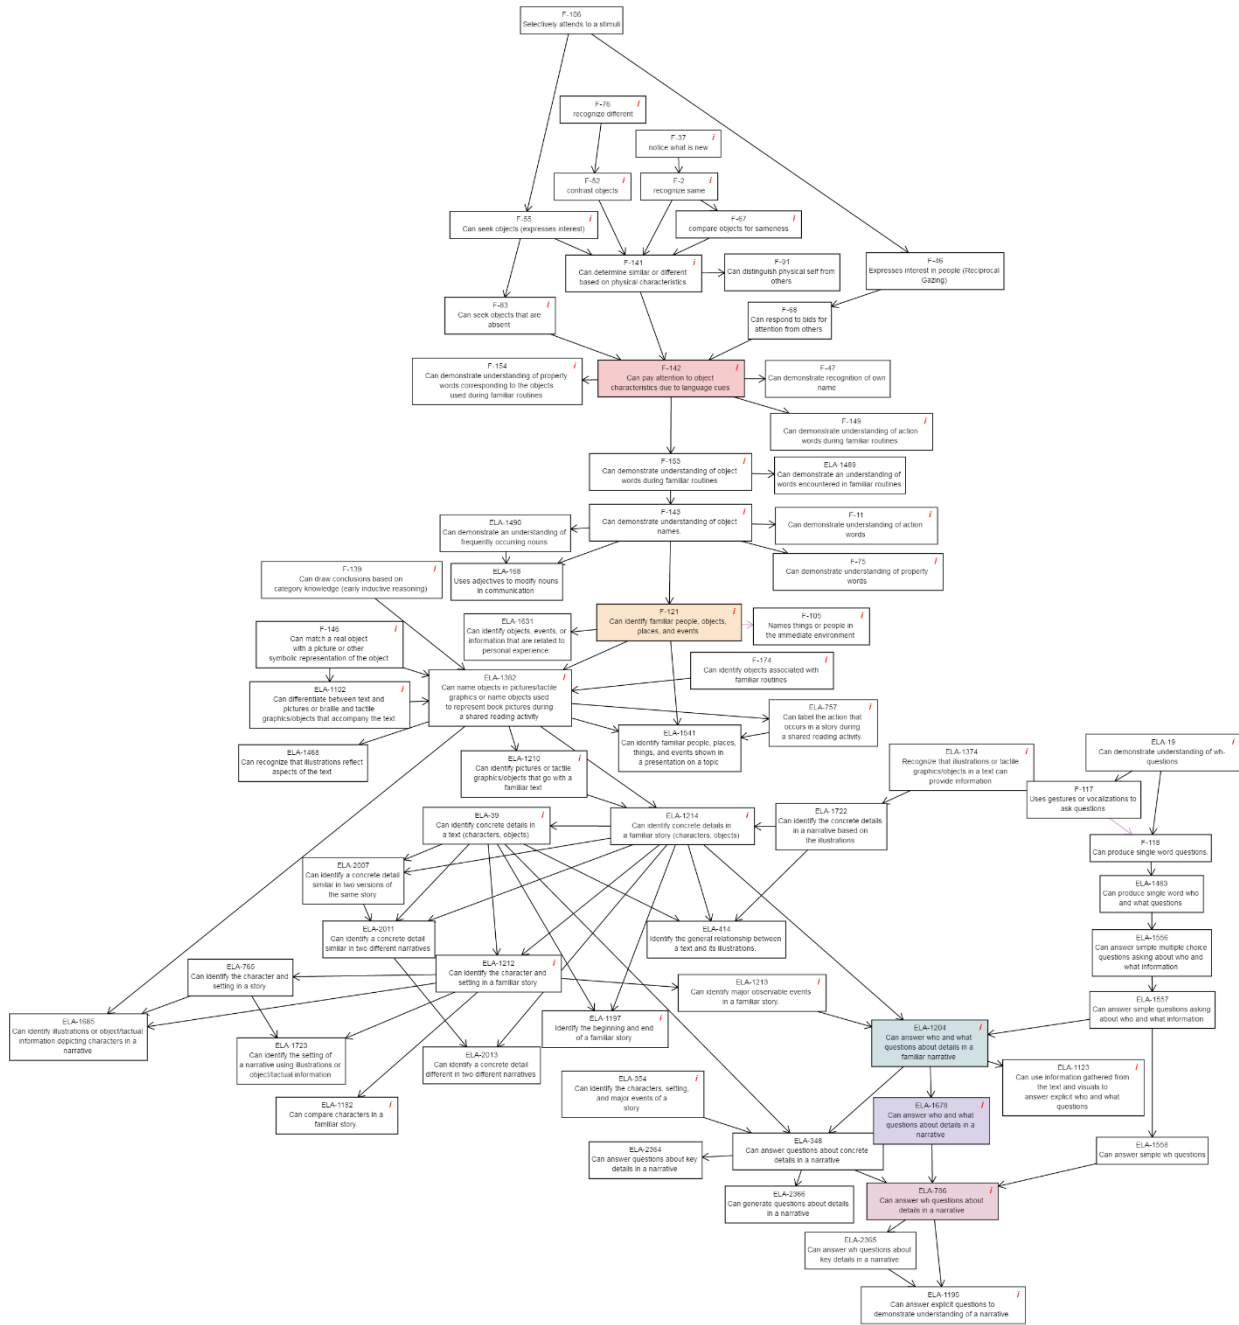 F-106
Selectively attends to a stimuli
F-76
recognize different
F-37
notice what is new
F-52
contrast objects
F-2
recognize same
F-55
Can seek objects (expresses interest)
F-67
compare objects for sameness
F-141
Can determine similar or different
based on physical characteristics
F-91
Can distinguish physical self from
others
F-46
Expresses interest in people (Reciprocal
Gazing)
F-83
Can seek objects that are
absent
F-68
Can respond to bids for
attention from others
F-154
Can demonstrate understanding of property
words corresponding to the objects
used during familiar routines
F-142
Can pay attention to object
characteristics due to language cues
F-47
Can demonstrate recognition of own
name
F-149
Can demonstrate understanding of action
words during familiar routines.
F-153
Can demonstrate understanding of object
words during familiar routines
ELA-1489
Can demonstrate an understanding of
words encountered in familiar routines
ELA-1490
Can demonstrate an understanding of
frequently occurring nouns
F-143
Can demonstrate understanding of object
names.
F-11
Can demonstrate understanding of action
words
F-139
Can draw conclusions based on
category knowledge (early inductive reasoning)
ELA-168
Uses adjectives to modify nouns
in communication
F-75
Can demonstrate understanding of property
words
ELA-1631
Can identify objects, events, or
information that are related to
personal experience.
F-121
Can identify familiar people, objects,
places, and events
F-105
Names things or people in
the immediate environment
F-146
Can match a real object
with a picture or other
symbolic representation of the object
F-174
Can identify objects associated with
familiar routines
ELA-1382
Can name objects in pictures/tactile
graphics or name objects used
to represent book pictures during
a shared reading activity
ELA-1102
Can differentiate between text and
pictures or braille and tactile
graphics/objects that accompany the text
ELA-757
Can label the action that
occurs in a story during
a shared reading activity.
ELA-1468
Can recognize that illustrations reflect
aspects of the text
ELA-1210
Can identify pictures or tactile
graphics/objects that go with a
familiar text
ELA-1541
Can identify familiar people, places,
things, and events shown in
a presentation on a topic
ELA-1374
Recognize that illustrations or tactile
graphics/objects in a text can
provide information
ELA-19
Can demonstrate understanding of wh-
questions
F-117
Uses gestures or vocalizations to
ask questions
ELA-39
Can identify concrete details in
a text (characters, objects)
ELA-1214
Can identify concrete details in
a familiar story (characters, objects)
ELA-1722
Can identify the concrete details
in a narrative based on
the illustrations
F-118
Can produce single word questions.
ELA-2007
Can identify a concrete detail
similar in two versions of
the same story
ELA-1483
Can produce single word who
and what questions
ELA-2011
Can identify a concrete detail
similar in two different narratives
ELA-414
Identify the general relationship between
a text and its illustrations.
ELA-1556
Can answer simple multiple choice
questions asking about who and
what information
ELA-765
Can identify the character and
setting in a story
ELA-1212
Can identify the character and
setting in a familiar story
ELA-1213
Can identify major observable events
in a familiar story.
ELA-1557
Can answer simple questions asking
about who and what information
ELA-1685
Can identify illustrations or object/tactual
information depicting characters in a
narrative
ELA-1197
Identify the beginning and end
of a familiar story
ELA-1204
Can answer who and what
questions about details in a
familiar narrative
ELA-1723
Can identify the setting of
a narrative using illustrations or
object/tactual information
ELA-2013
Can identify a concrete detail
different in two different narratives
ELA-1123
Can use information gathered from
the text and visuals to
answer explicit who and what
questions
ELA-1182
Can compare characters in a
familiar story.
ELA-354
Can identify the characters, setting,
and major events of a
story
ELA-1678
Can answer who and what
questions about details in a
narrative
ELA-2364
Can answer questions about key
details in a narrative
ELA-348
Can answer questions about concrete
details in a narrative
ELA-1558
Can answer simple wh questions
ELA-2366
Can generate questions about details
in a narrative
ELA-786
Can answer wh questions about
details in a narrative
ELA-2365
Can answer wh questions about
key details in a narrative
ELA-1195
Can answer explicit questions to
demonstrate understanding of a narrative.